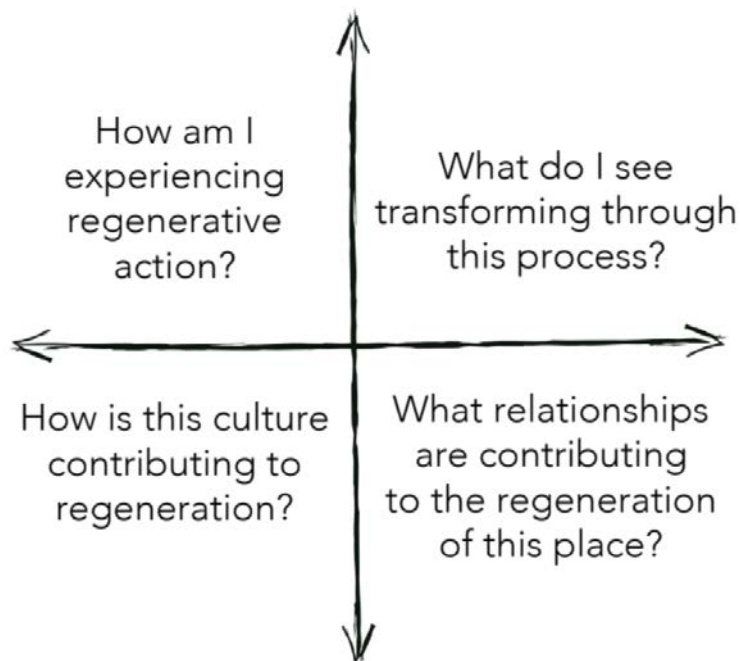 How am I
experiencing
regenerative
action?
What do I see
transforming through
this process?
How is this culture
contributing to
regeneration?
What relationships
are contributing
to the regeneration
of this place?